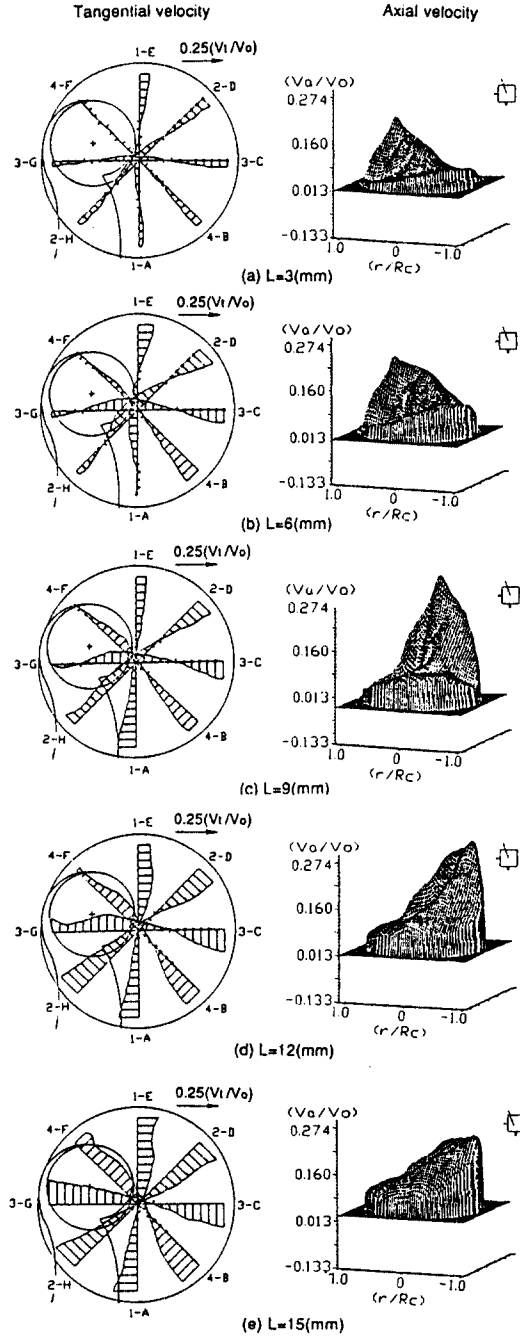 Tangential velocity
Axial velocity
1-E
0.25(Vt/Vo)
4-F
2-D
3-G
3-C
2-H
4-B
1-A
(Va/Vo)
0.274
0.160
0.013
-0.133
1.0
0
-1.0
(r/Rc)
(a) L=3(mm)
1-E
0.25(Vt/Vo)
4-F
2-D
3-G
3-C
2-H
4-B
1-A
(Va/Vo)
0.274
0.160
0.013
-0.133
1.0
0
-1.0
(r/Rc)
(b) L=6(mm)
1-E
0.25(Vt/Vo)
4-F
2-D
3-G
3-C
2-H
4-B
1-A
(Va/Vo)
0.274
0.160
0.013
-0.133
1.0
0
-1.0
(r/Rc)
(c) L=9(mm)
1-E
0.25(Vt/Vo)
4-F
2-D
3-G
3-C
2-H
4-B
1-A
(Va/Vo)
0.274
0.160
0.013
-0.133
1.0
0
-1.0
(r/Rc)
(d) L=12(mm)
1-E
0.25(Vt/Vo)
4-F
2-D
3-G
3-C
2-H
4-B
1-A
(Va/Vo)
0.274
0.160
0.013
-0.133
1.0
0
-1.0
(r/Rc)
(e) L=15(mm)